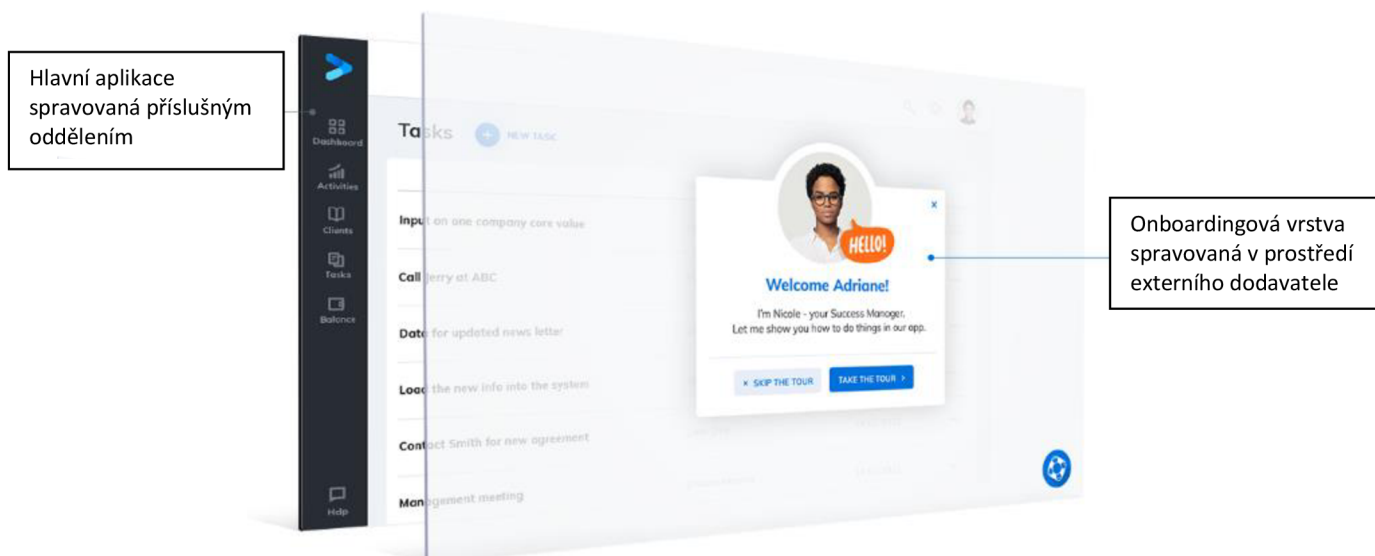 Hlavní aplikace
spravovaná příslušným
oddělením
Dashboard
Activities
Clients
Tasks
Balance
Help
Tasks
+ NEW TASK
Input on one company core value
Call Jerry at ABC
Date for updated news letter
Load the new info into the system
Contact Smith for new agreement
Management meeting
x
HELLO!
Welcome Adriane!
I'm Nicole - your Success Manager.
Let me show you how to do things in our app.
× SKIP THE TOUR
TAKE THE TOUR >
Onboardingová vrstva
spravovaná v prostředí
externího dodavatele